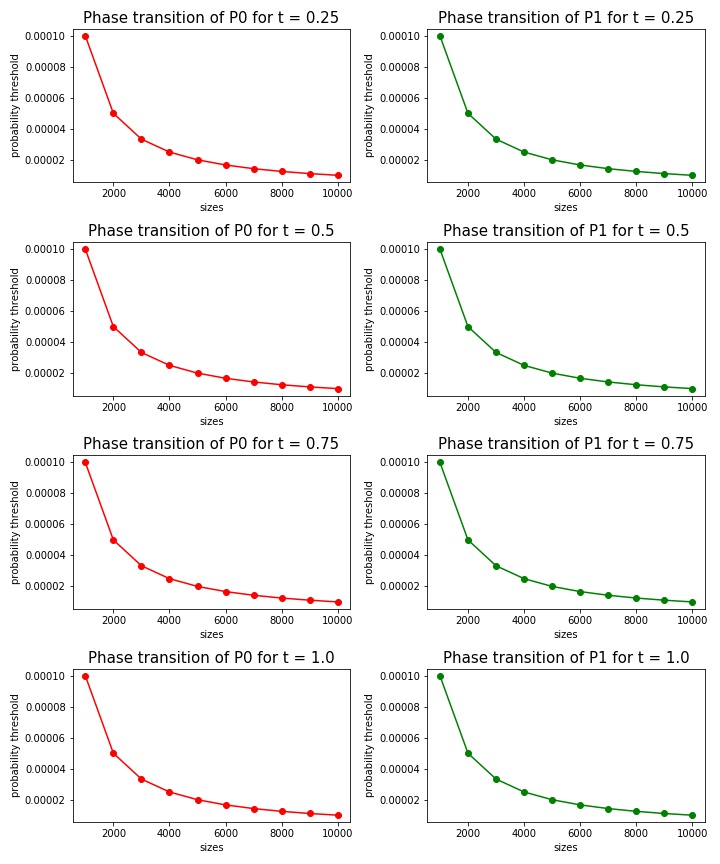 Phase transition of P0 for t = 0.25
probability threshold
0.00010
0.00008
0.00006
0.00004
0.00002
2000 4000 6000 8000 10000
sizes
Phase transition of P1 for t = 0.25
probability threshold
0.00010
0.00008
0.00006
0.00004
0.00002
2000 4000 6000 8000 10000
sizes
Phase transition of P0 for t = 0.5
probability threshold
0.00010
0.00008
0.00006
0.00004
0.00002
2000 4000 6000 8000 10000
sizes
Phase transition of P1 for t = 0.5
probability threshold
0.00010
0.00008
0.00006
0.00004
0.00002
2000 4000 6000 8000 10000
sizes
Phase transition of P0 for t = 0.75
probability threshold
0.00010
0.00008
0.00006
0.00004
0.00002
2000 4000 6000 8000 10000
sizes
Phase transition of P1 for t = 0.75
probability threshold
0.00010
0.00008
0.00006
0.00004
0.00002
2000 4000 6000 8000 10000
sizes
Phase transition of P0 for t = 1.0
probability threshold
0.00010
0.00008
0.00006
0.00004
0.00002
2000 4000 6000 8000 10000
sizes
Phase transition of P1 for t = 1.0
probability threshold
0.00010
0.00008
0.00006
0.00004
0.00002
2000 4000 6000 8000 10000
sizes